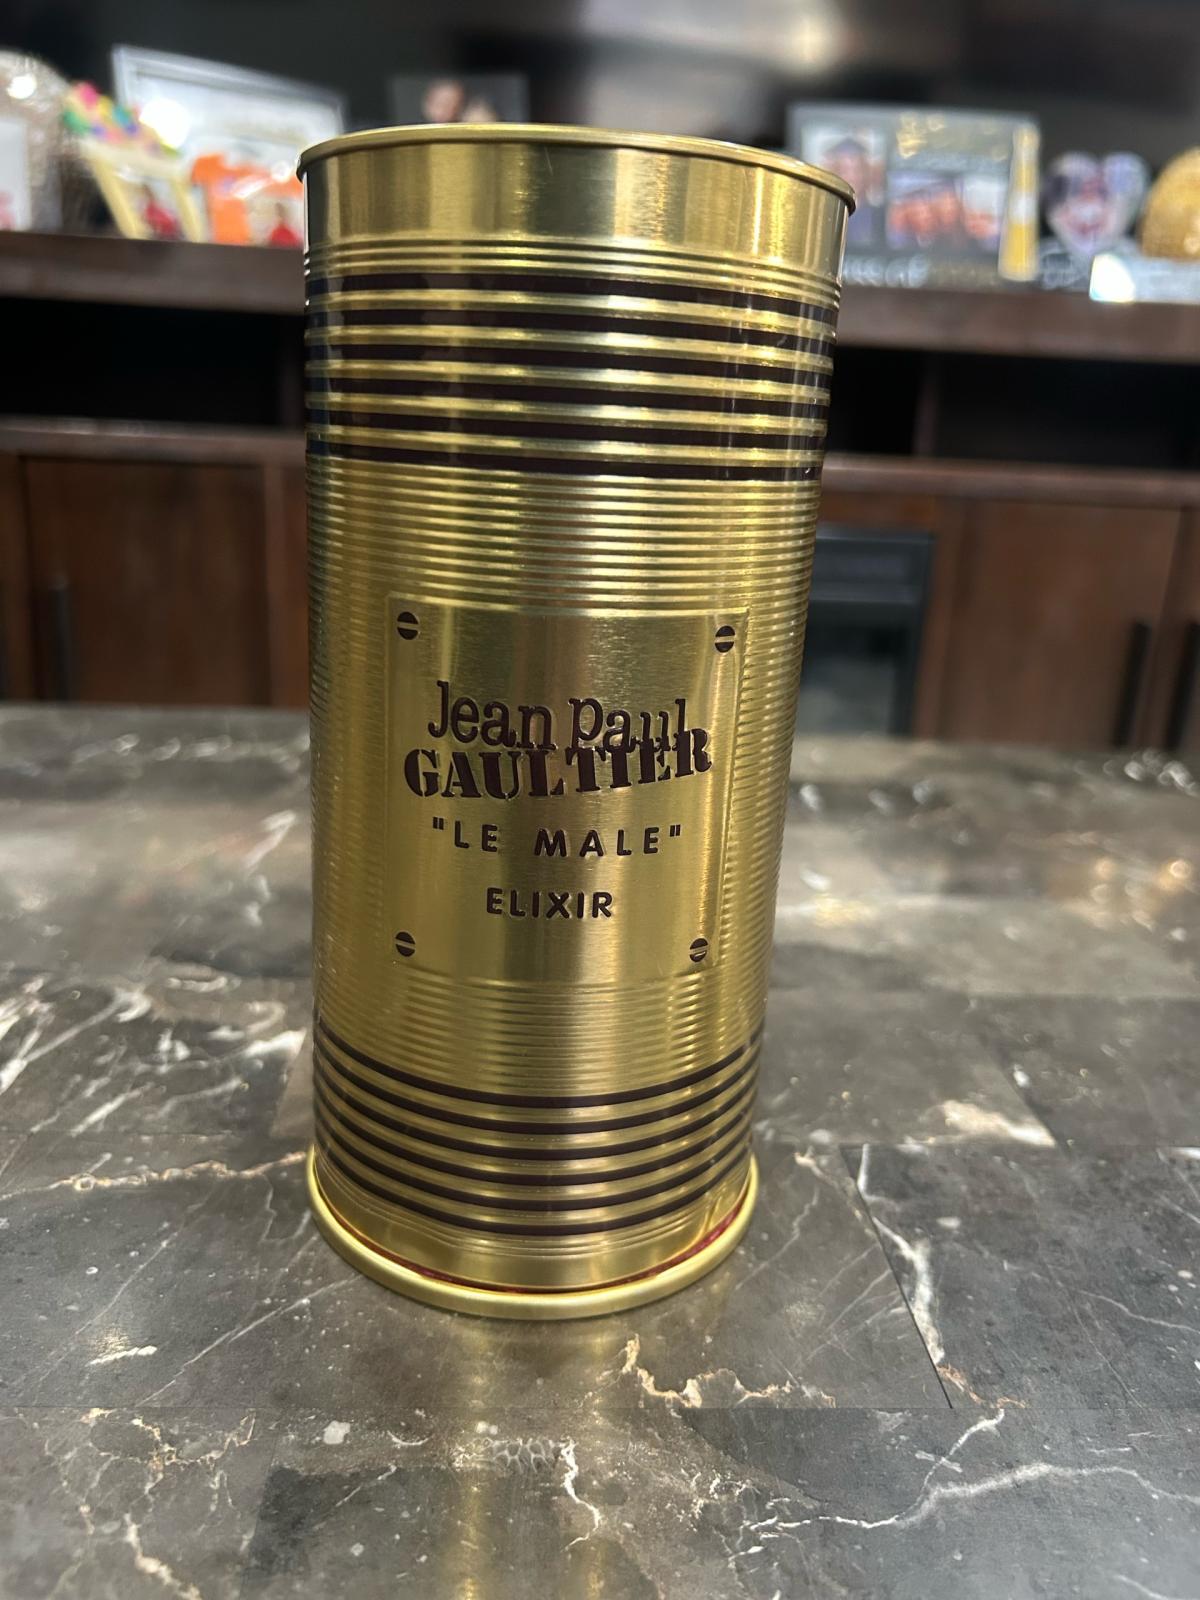 Jean Paul
GAULTIER
"LE MALE"
ELIXIR